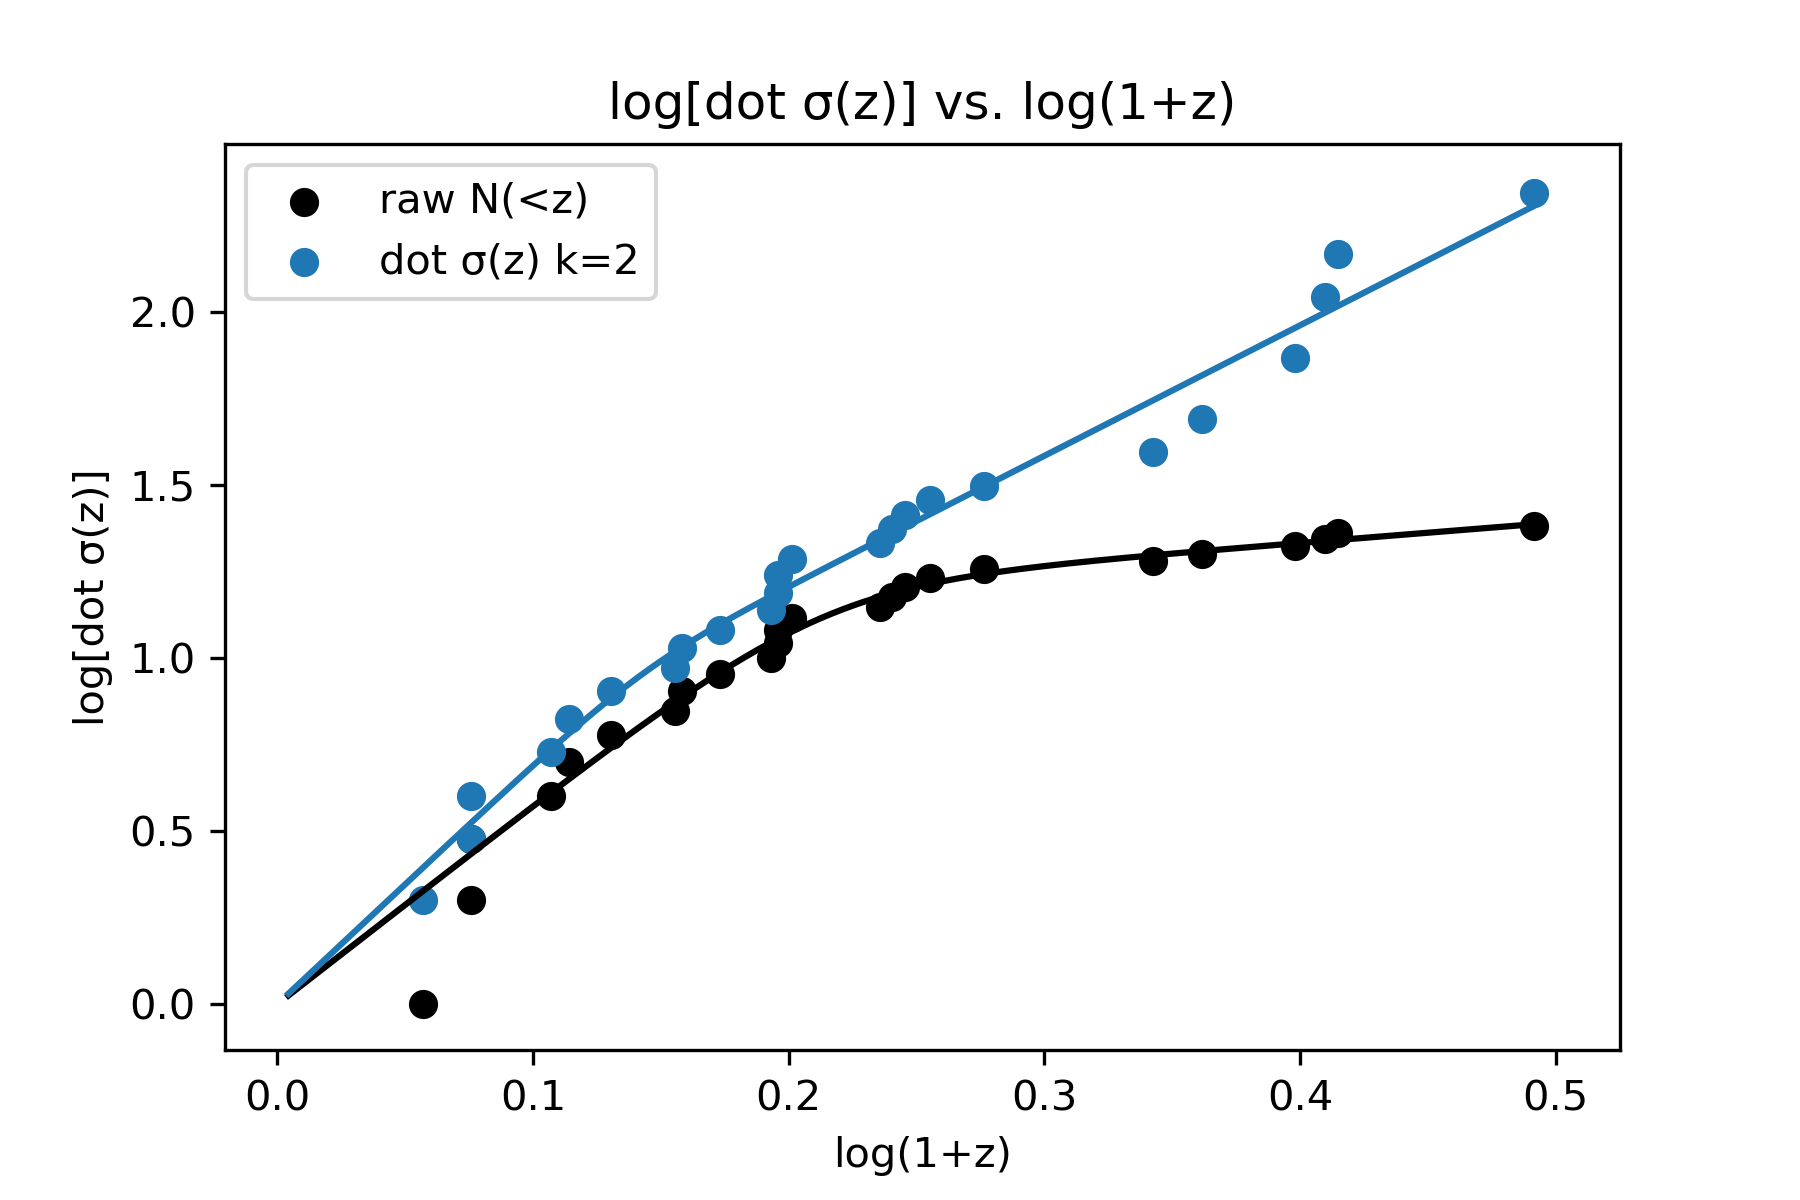 log[dot σ(z)] vs. log(1+z)
raw N(<z)
dot σ(z) k=2
log[dot σ(z)]
2.0
1.5
1.0
0.5
0.0
0.0 0.1 0.2 0.3 0.4 0.5
log(1+z)